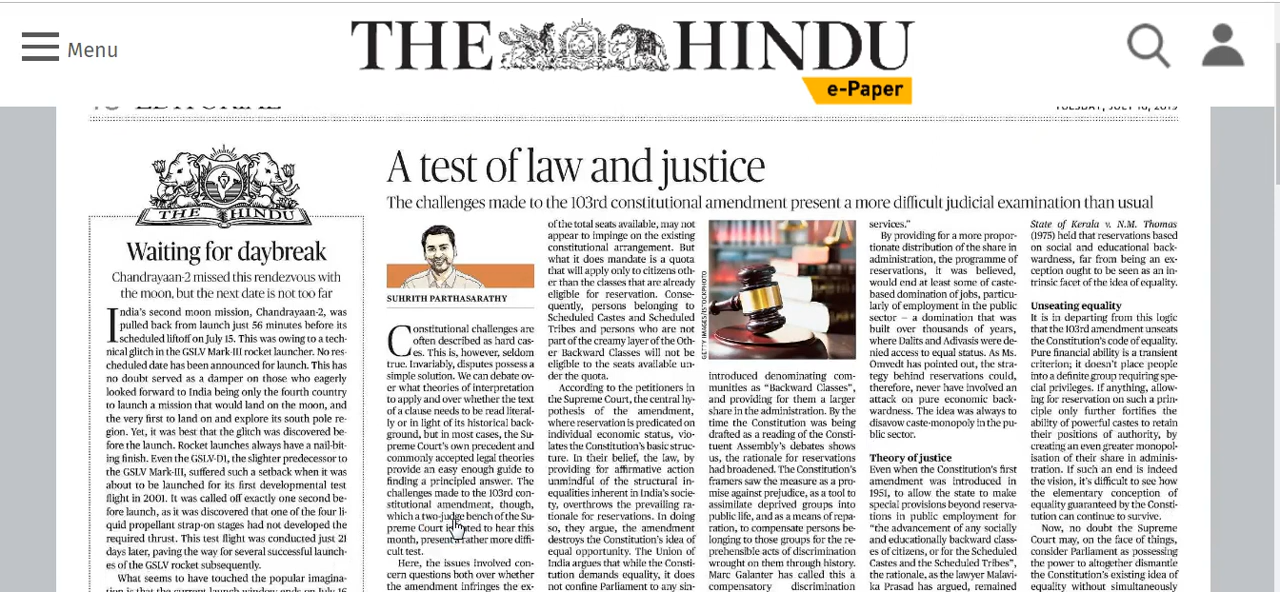 Menu
THE HINDU
e-Paper
EDITORIAL
TUESDAY, JULY 16, 2019
THE HINDU
Waiting for daybreak
Chandrayaan-2 missed this rendezvous with
the moon, but the next date is not too far
India's second moon mission, Chandrayaan-2, was
pulled back from launch just 56 minutes before its
scheduled liftoff on July 15. This was owing to a tech-
nical glitch in the GSLV Mark-III rocket launcher. No res-
cheduled date has been announced for launch. This has
no doubt served as a damper on those who eagerly
looked forward to India being only the fourth country
to launch a mission that would land on the moon, and
the very first to land on and explore its south pole re-
gion. Yet, it was best that the glitch was discovered be-
fore the launch. Rocket launches always have a nail-bit-
ing finish. Even the GSLV-D1, the slighter predecessor to
the GSLV Mark-III, suffered such a setback when it was
about to be launched for its first developmental test
flight in 2001. It was called off exactly one second be-
fore launch, as it was discovered that one of the four li-
quid propellant strap-on stages had not developed the
required thrust. This test flight was conducted just 21
days later, paving the way for several successful launch-
es of the GSLV rocket subsequently.
What seems to have touched the popular imagina-
tion is that the current launch window ends on July 16
A test of law and justice
The challenges made to the 103rd constitutional amendment present a more difficult judicial examination than usual
SUHRITH PARTHASARATHY
Constitutional challenges are
often described as hard cas-
es. This is, however, seldom
true. Invariably, disputes possess a
simple solution. We can debate ov-
er what theories of interpretation
to apply and over whether the text
of a clause needs to be read literal-
ly or in light of its historical back-
ground, but in most cases, the Su-
preme Court's own precedent and
commonly accepted legal theories
provide an easy enough guide to
finding a principled answer. The
challenges made to the 103rd con-
stitutional amendment, though,
which a two-judge bench of the Su-
preme Court is to hear this
month, present rather more diffi-
cult test.
Here, the issues involved con-
cern questions both over whether
the amendment infringes the ex-
of the total seats available, may not
appear to impinge on the existing
constitutional arrangement. But
what it does mandate is a quota
that will apply only to citizens oth-
er than the classes that are already
eligible for reservation. Conse-
quently, persons belonging to
Scheduled Castes and Scheduled
Tribes and persons who are not
part of the creamy layer of the Oth-
er Backward Classes will not be
eligible to the seats available un-
der the quota.
According to the petitioners in
the Supreme Court, the central hy-
pothesis of the amendment,
where reservation is predicated on
individual economic status, vio-
lates the Constitution's basic struc-
ture. In their belief, the law, by
providing for affirmative action
unmindful of the structural in-
equalities inherent in India's socie-
ty, overthrows the prevailing ra-
tionale for reservations. In doing
so, they argue, the amendment
destroys the Constitution's idea of
equal opportunity. The Union of
India argues that while the Consti-
tution demands equality, it does
not confine Parliament to any sin-
GETTY IMAGES/ISTOCKPHOTO
introduced denominating com-
munities as "Backward Classes",
and providing for them a larger
share in the administration. By the
time the Constitution was being
drafted as a reading of the Consti-
tuent Assembly's debates shows
us, the rationale for reservations
had broadened. The Constitution's
framers saw the measure as a pro-
mise against prejudice, as a tool to
assimilate deprived groups into
public life, and as a means of repa-
ration, to compensate persons be-
longing to those groups for the re-
prehensible acts of discrimination
wrought on them through history.
Marc Galanter has called this a
compensatory discrimination
services."
By providing for a more propor-
tionate distribution of the share in
administration, the programme of
reservations, it was believed,
would end at least some of caste-
based domination of jobs, particu-
larly of employment in the public
sector — a domination that was
built over thousands of years,
where Dalits and Adivasis were de-
nied access to equal status. As Ms.
Omvedt has pointed out, the stra-
tegy behind reservations could,
therefore, never have involved an
attack on pure economic back-
wardness. The idea was always to
disavow caste-monopoly in the pu-
blic sector.
Theory of justice
Even when the Constitution's first
amendment was introduced in
1951, to allow the state to make
special provisions beyond reserva-
tions in public employment for
"the advancement of any socially
and educationally backward class-
es of citizens, or for the Scheduled
Castes and the Scheduled Tribes",
the rationale, as the lawyer Malavi-
ka Prasad has argued, remained
State of Kerala v. N.M. Thomas
(1975) held that reservations based
on social and educational back-
wardness, far from being an ex-
ception ought to be seen as an in-
trinsic facet of the idea of equality.
Unseating equality
It is in departing from this logic
that the 103rd amendment unseats
the Constitution's code of equality.
Pure financial ability is a transient
criterion; it doesn't place people
into a definite group requiring spe-
cial privileges. If anything, allow-
ing for reservation on such a prin-
ciple only further fortifies the
ability of powerful castes to retain
their positions of authority, by
creating an even greater monopol-
isation of their share in adminis-
tration. If such an end is indeed
the vision, it's difficult to see how
the elementary conception of
equality guaranteed by the Consti-
tution can continue to survive.
Now, no doubt the Supreme
Court may, on the face of things,
consider Parliament as possessing
the power to altogether dismantle
the Constitution's existing idea of
equality without simultaneously